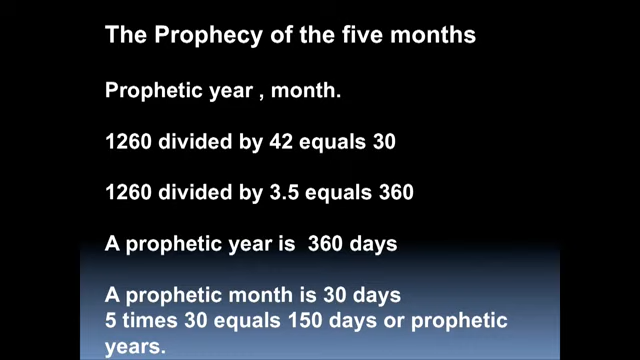 The Prophecy of the five months
Prophetic year , month.
1260 divided by 42 equals 30
1260 divided by 3.5 equals 360
A prophetic year is  360 days
A prophetic month is 30 days
5 times 30 equals 150 days or prophetic
years.